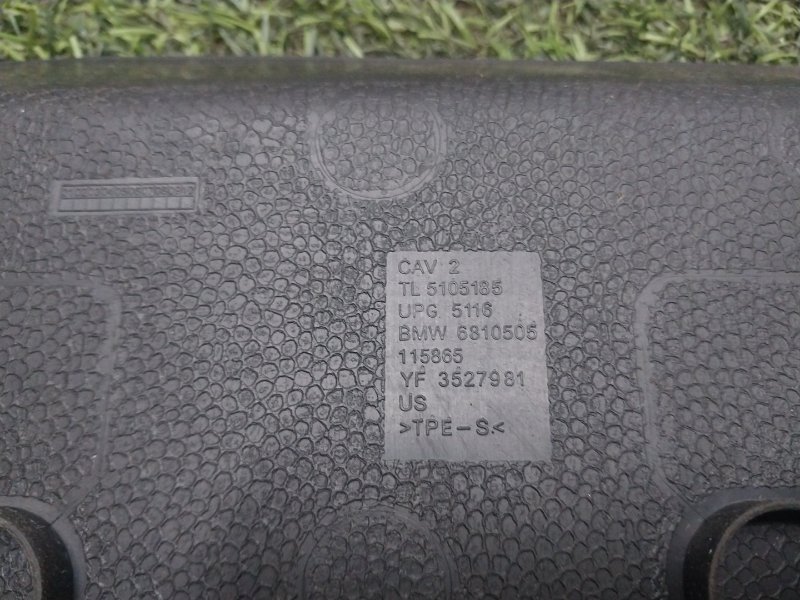 CAV 2
TL 5105185
UPG 5116
BMW 6810505
115865
YF 3527981
US
>TPE-S<